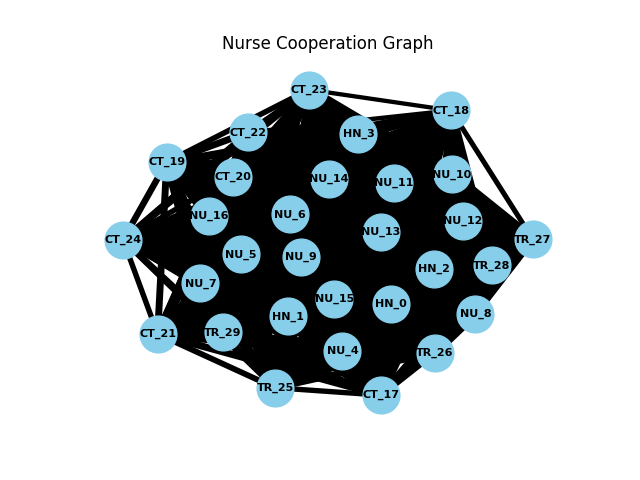 Nurse Cooperation Graph
CT_23
CT_18
CT_22
HN_3
CT_19
CT_20
NU_14
NU_11
NU_10
NU_16
NU_6
NU_12
NU_13
CT_24
TR_27
NU_5
NU_9
TR_28
HN_2
NU_7
NU_15
HN_0
NU_8
HN_1
TR_29
CT_21
NU_4
TR_26
TR_25
CT_17